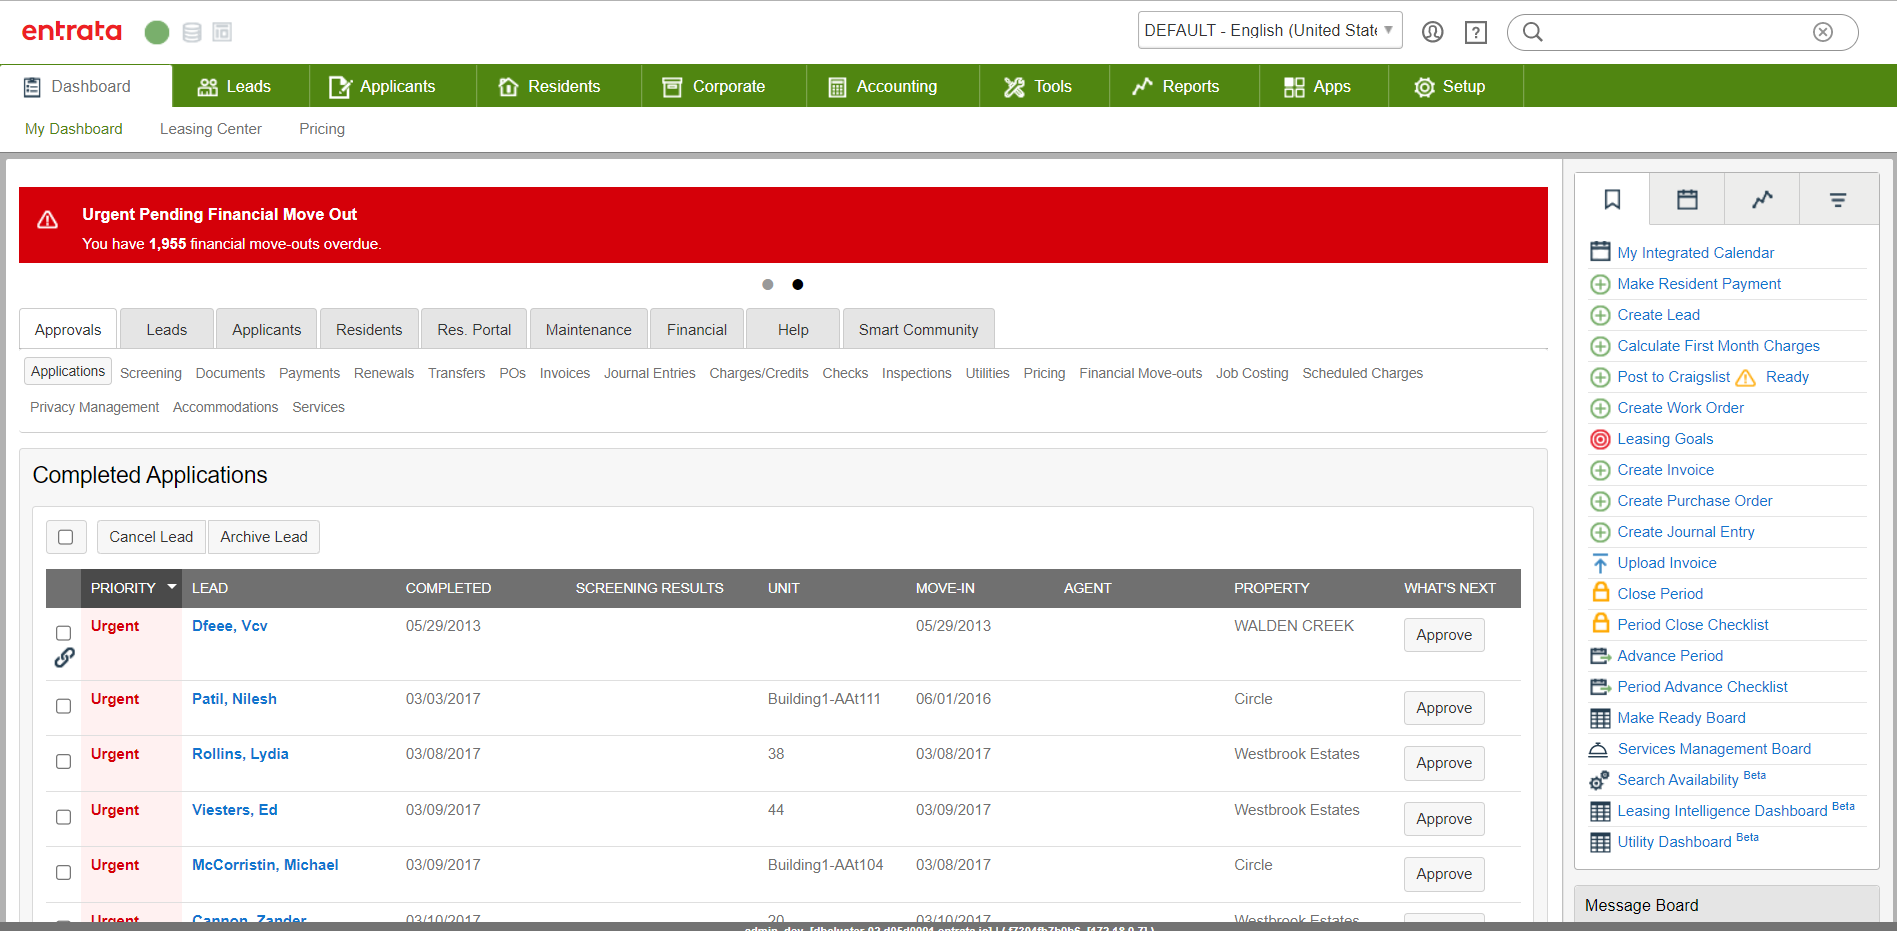 entrata
DEFAULT - English (United State
?
Dashboard
Leads
Applicants
Residents
Corporate
Accounting
Tools
Reports
Apps
Setup
My Dashboard
Leasing Center
Pricing
Urgent Pending Financial Move Out
You have 1,955 financial move-outs overdue.
Approvals
Leads
Applicants
Residents
Res. Portal
Maintenance
Financial
Help
Smart Community
Applications Screening Documents Payments Renewals Transfers POs Invoices Journal Entries Charges/Credits Checks Inspections Utilities Pricing Financial Move-outs Job Costing Scheduled Charges
Privacy Management Accommodations Services
Completed Applications
Cancel Lead Archive Lead
PRIORITY LEAD COMPLETED SCREENING RESULTS UNIT MOVE-IN AGENT PROPERTY WHAT'S NEXT
Urgent Dfeee, Vcv 05/29/2013 05/29/2013 WALDEN CREEK Approve
Urgent Patil, Nilesh 03/03/2017 Building1-AAt111 06/01/2016 Circle Approve
Urgent Rollins, Lydia 03/08/2017 38 03/08/2017 Westbrook Estates Approve
Urgent Viesters, Ed 03/09/2017 44 03/09/2017 Westbrook Estates Approve
Urgent McCorristin, Michael 03/09/2017 Building1-AAt104 03/08/2017 Circle Approve
Urgent Cannon, Zander 03/10/2017 20 03/10/2017 Westbrook Estates
My Integrated Calendar
Make Resident Payment
Create Lead
Calculate First Month Charges
Post to Craigslist Ready
Create Work Order
Leasing Goals
Create Invoice
Create Purchase Order
Create Journal Entry
Upload Invoice
Close Period
Period Close Checklist
Advance Period
Period Advance Checklist
Make Ready Board
Services Management Board
Search Availability Beta
Leasing Intelligence Dashboard Beta
Utility Dashboard Beta
Message Board